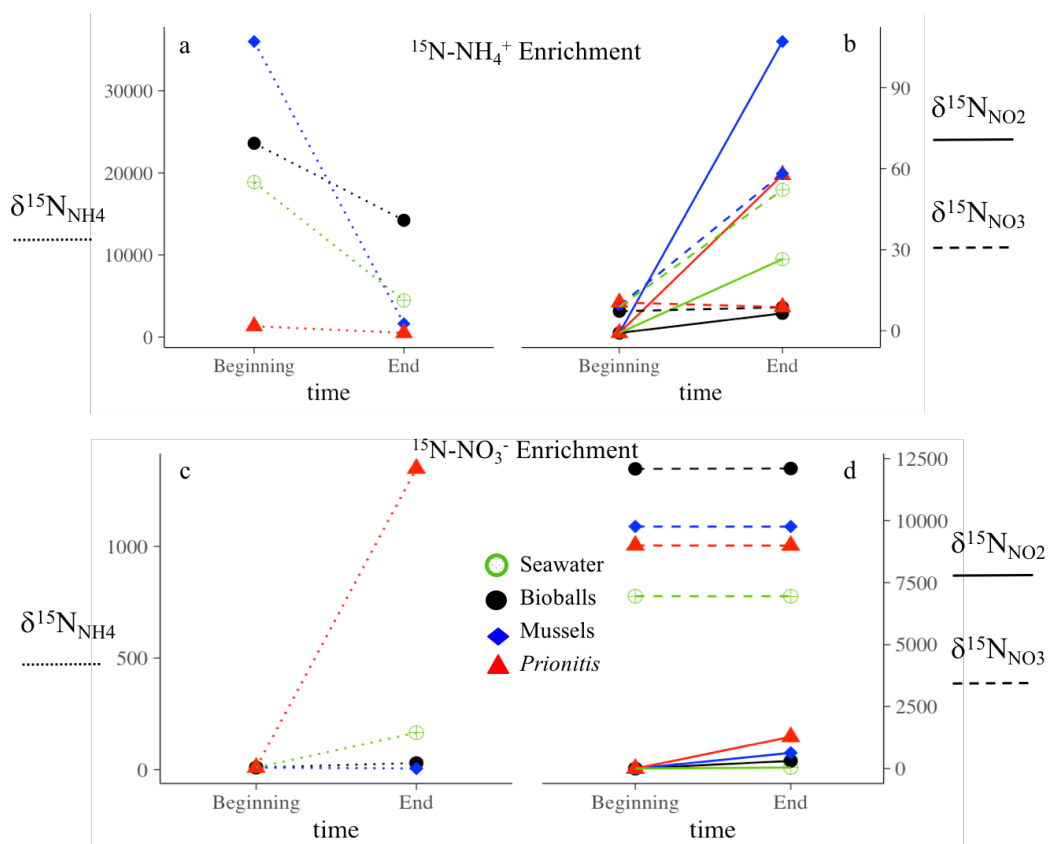 a
¹⁵N-NH₄⁺ Enrichment
b
30000
20000
10000
0
δ¹⁵N_NH4
Beginning
End
time
90
60
30
0
δ¹⁵N_NO2
δ¹⁵N_NO3
Beginning
End
time
¹⁵N-NO₃⁻ Enrichment
c
d
1000
500
0
δ¹⁵N_NH4
Beginning
End
time
Seawater
Bioballs
Mussels
Prionitis
12500
10000
7500
5000
2500
0
δ¹⁵N_NO2
δ¹⁵N_NO3
Beginning
End
time